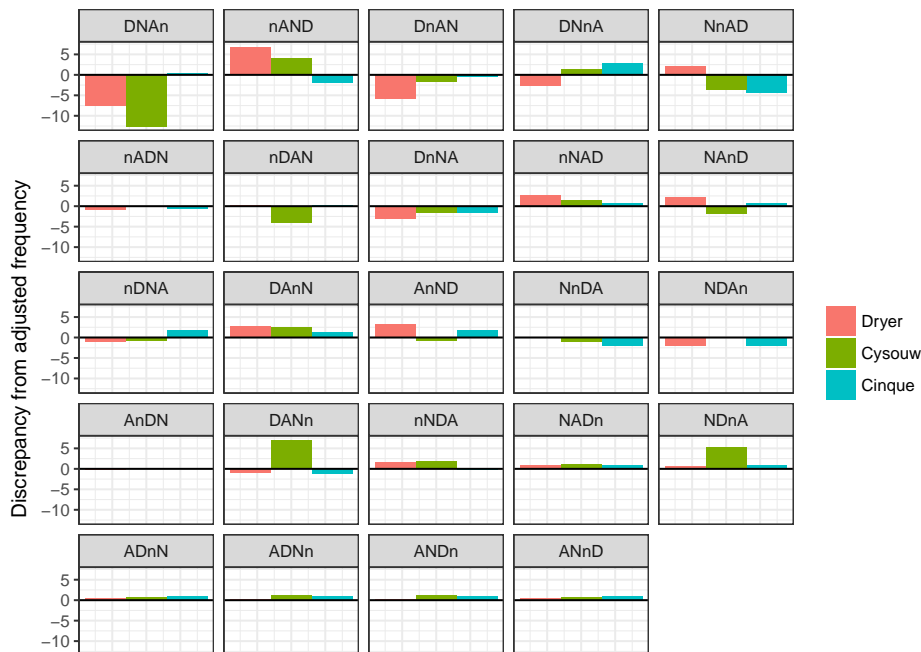 DNAn nAND DnAN DNnA NnAD
5
0
−5
−10
nADN nDAN DnNA nNAD NAnD
5
0
−5
−10
nDNA DAnN AnND NnDA NDAn
5
0
−5
−10
AnDN DANn nNDA NADn NDnA
5
0
−5
−10
ADnN ADNn ANDn ANnD
5
0
−5
−10
Discrepancy from adjusted frequency
Dryer
Cysouw
Cinque